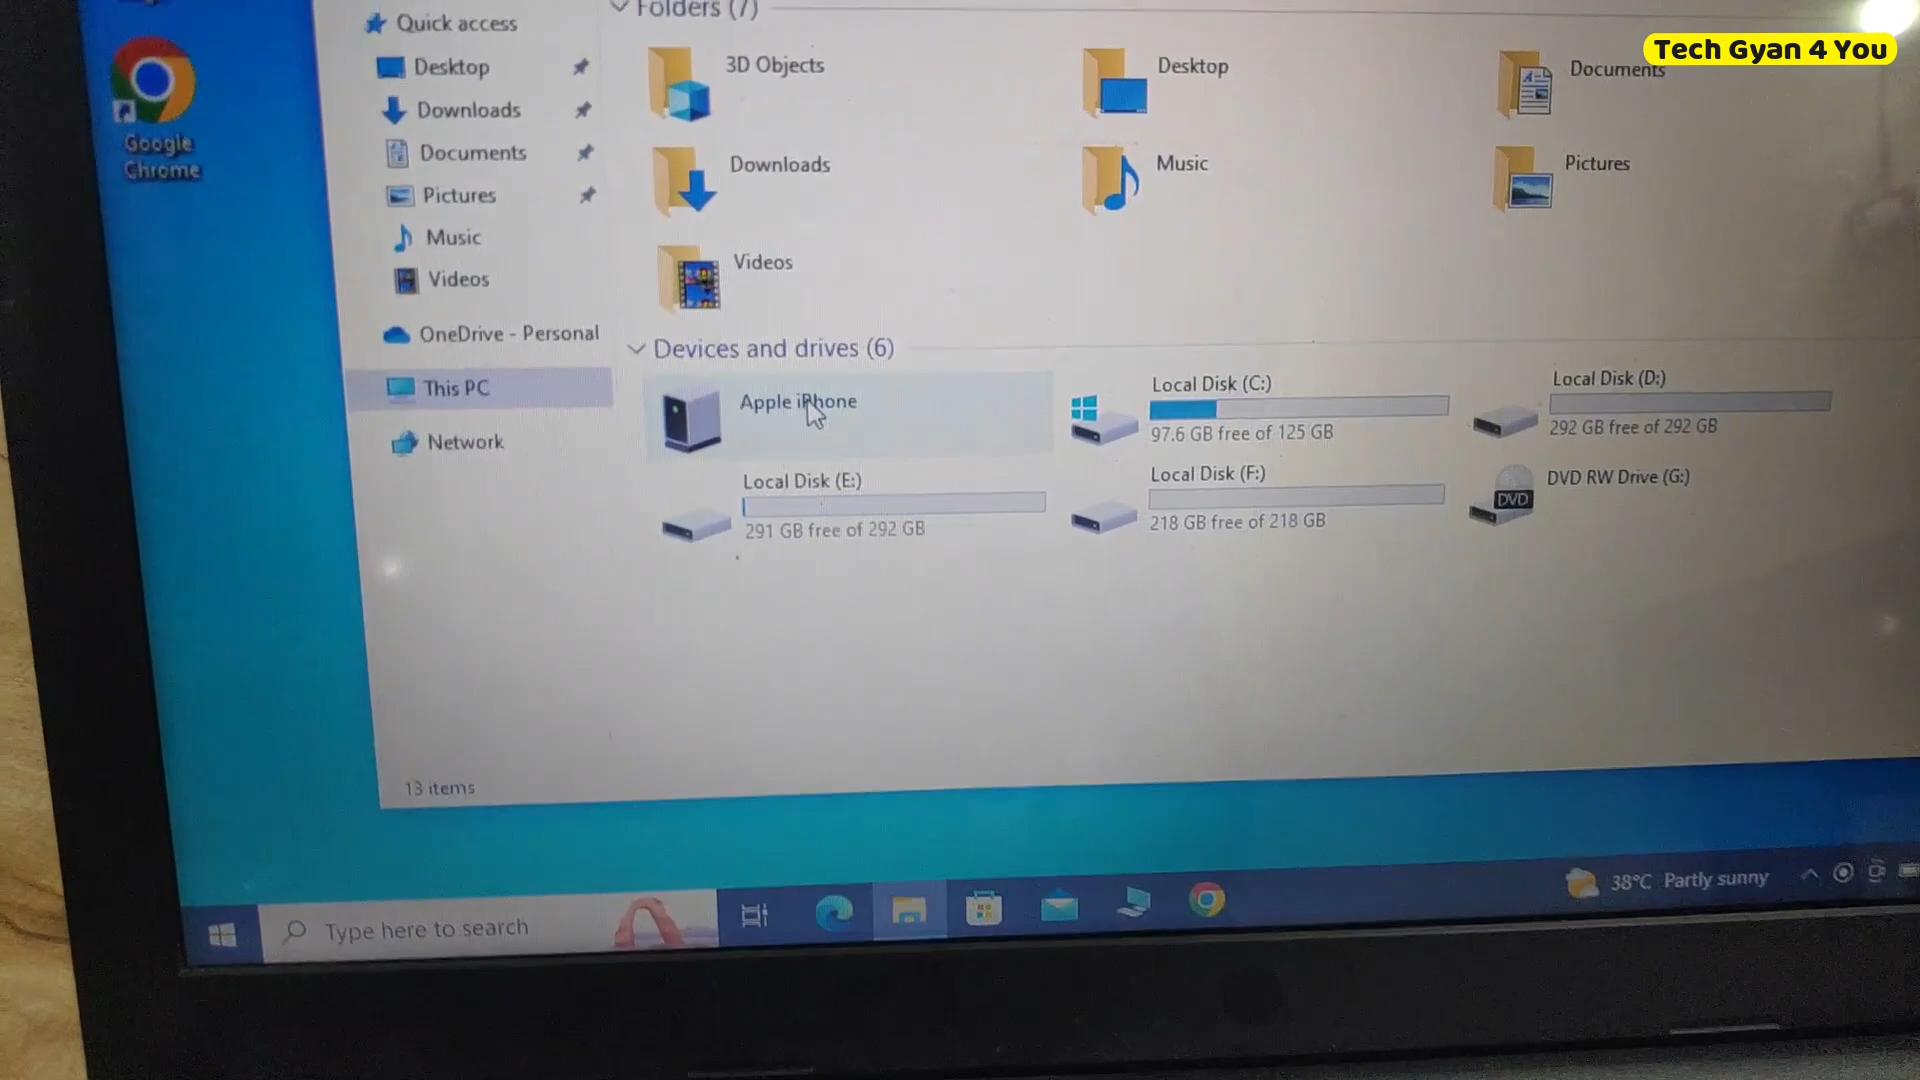 Tech Gyan 4 You
Google
Chrome
Quick access
Desktop
Downloads
Documents
Pictures
Music
Videos
OneDrive - Personal
This PC
Network
Folders (7)
3D Objects
Desktop
Documents
Downloads
Music
Pictures
Videos
Devices and drives (6)
Apple iPhone
Local Disk (C:)
97.6 GB free of 125 GB
Local Disk (D:)
292 GB free of 292 GB
Local Disk (E:)
291 GB free of 292 GB
Local Disk (F:)
218 GB free of 218 GB
DVD RW Drive (G:)
DVD
13 items
Type here to search
38°C Partly sunny